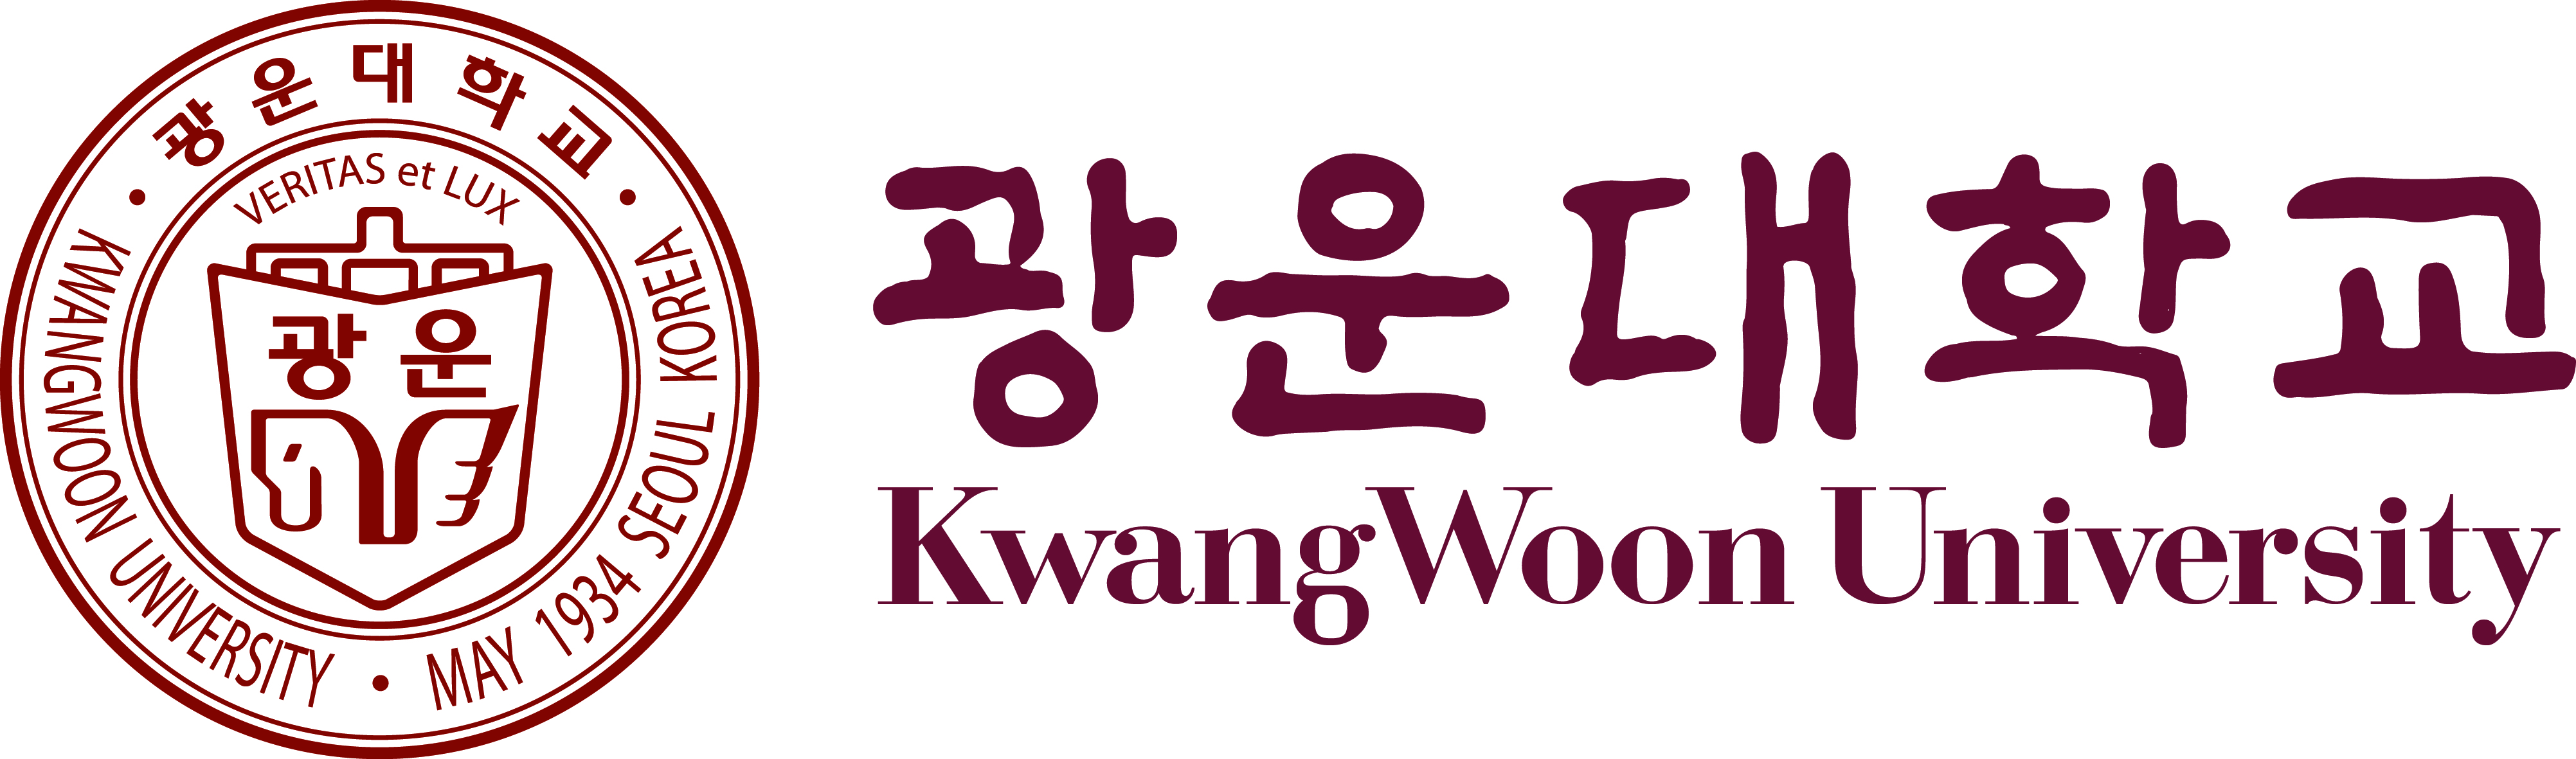 광운대학교
VERITAS et LUX
광운
KWANGWOON UNIVERSITY · MAY 1934 SEOUL KOREA
광운대학교
KwangWoon University